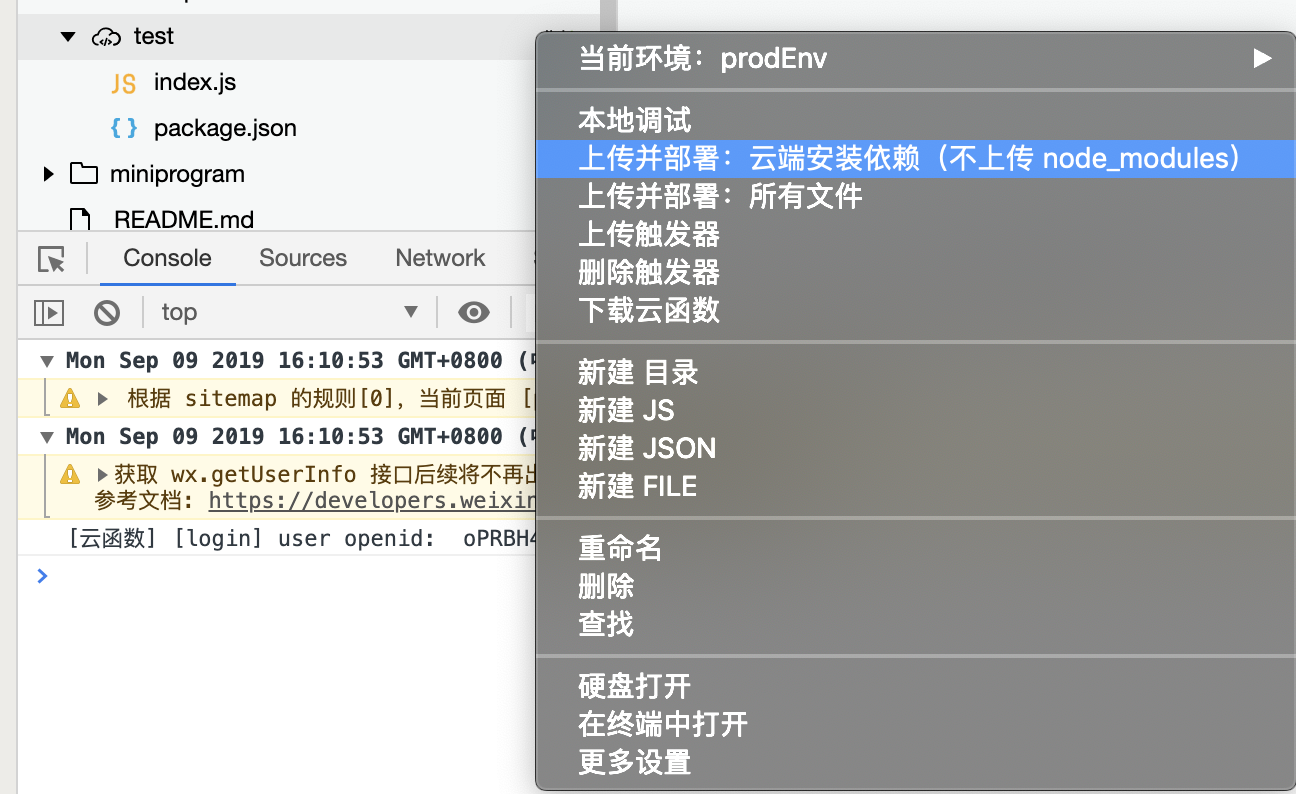 test
JS index.js
{ } package.json
miniprogram
README.md
Console Sources Network
top
Mon Sep 09 2019 16:10:53 GMT+0800 (
根据 sitemap 的规则[0]，当前页面 [
Mon Sep 09 2019 16:10:53 GMT+0800 (
获取 wx.getUserInfo 接口后续将不再
参考文档: https://developers.weixin
[云函数] [login] user openid: oPRBH4
当前环境：prodEnv
本地调试
上传并部署：云端安装依赖（不上传 node_modules）
上传并部署：所有文件
上传触发器
删除触发器
下载云函数
新建 目录
新建 JS
新建 JSON
新建 FILE
重命名
删除
查找
硬盘打开
在终端中打开
更多设置